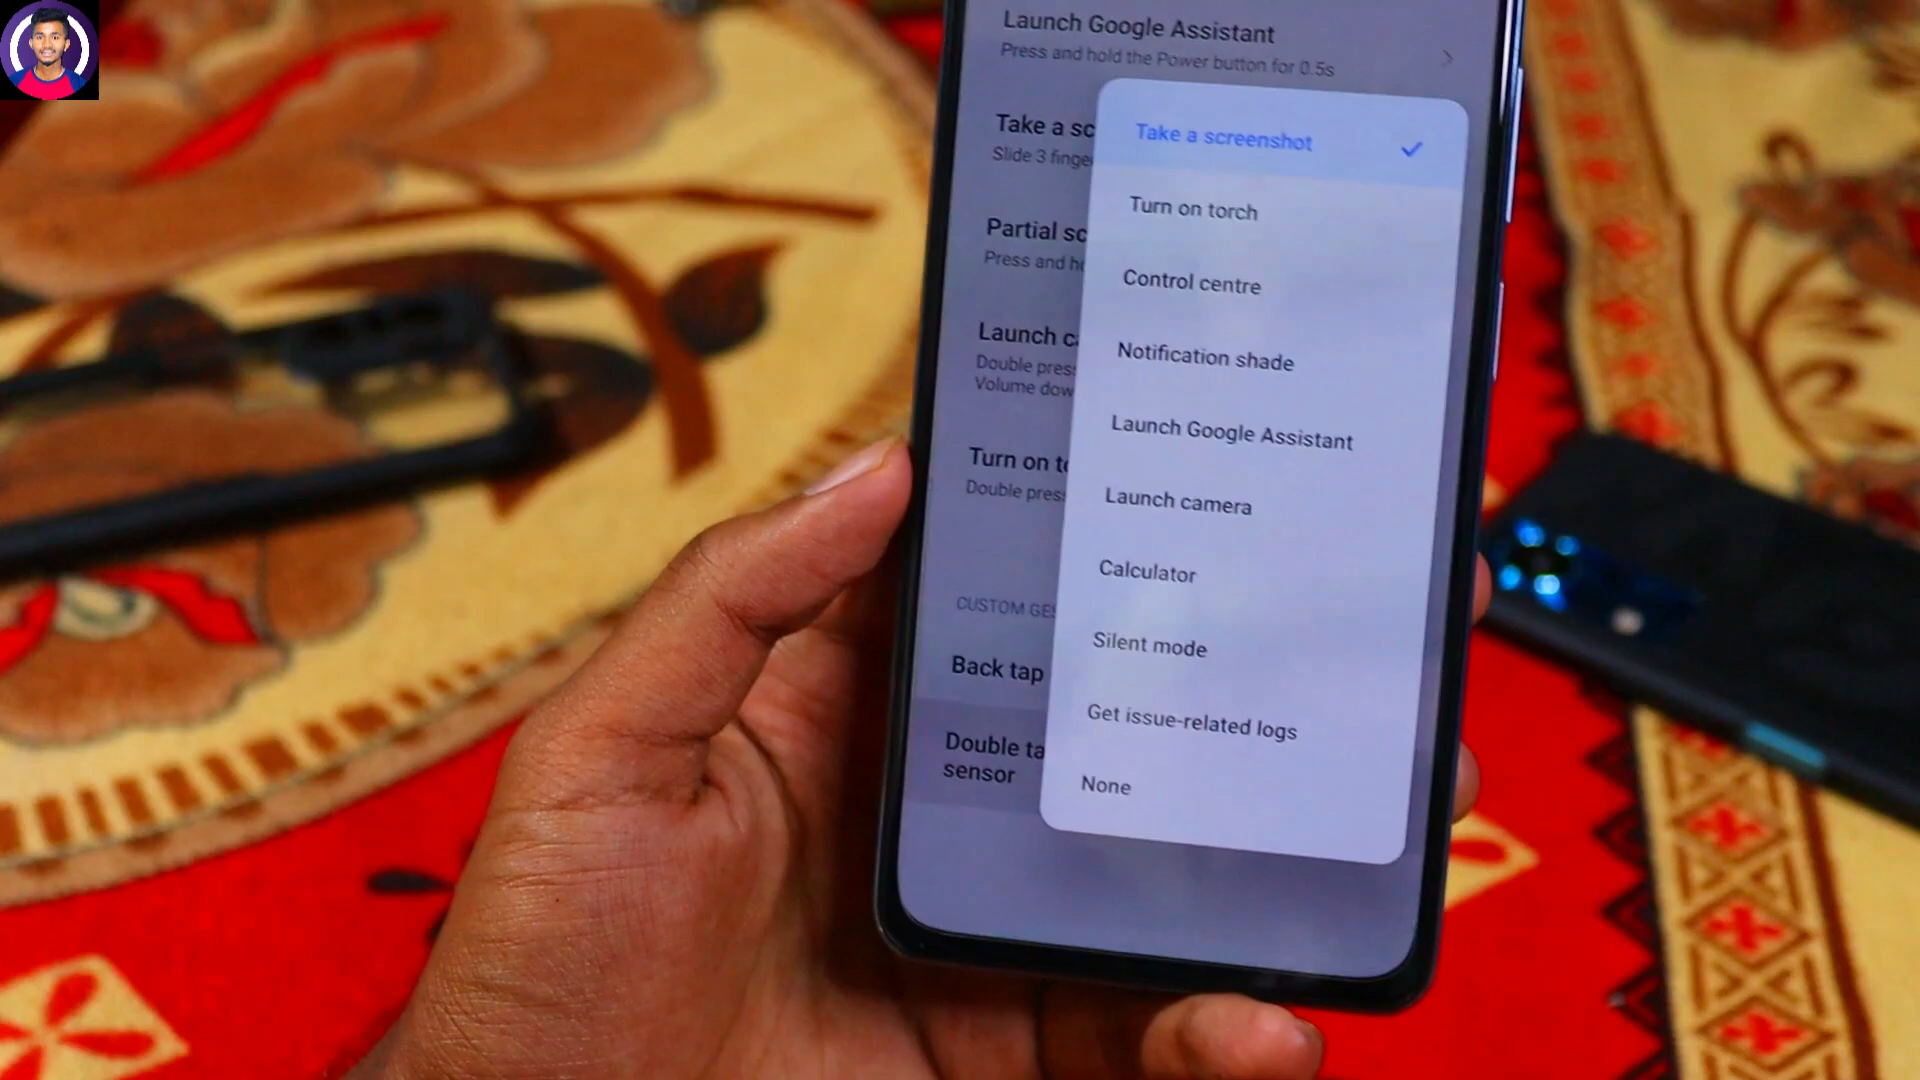 Launch Google Assistant
Press and hold the Power button for 0.5s
Take a sc
Slide 3 finge
Partial sc
Press and h
Launch c
Double pres
Volume dow
Turn on t
Double pres
CUSTOM GE
Back tap
Double ta
sensor
Take a screenshot
Turn on torch
Control centre
Notification shade
Launch Google Assistant
Launch camera
Calculator
Silent mode
Get issue-related logs
None